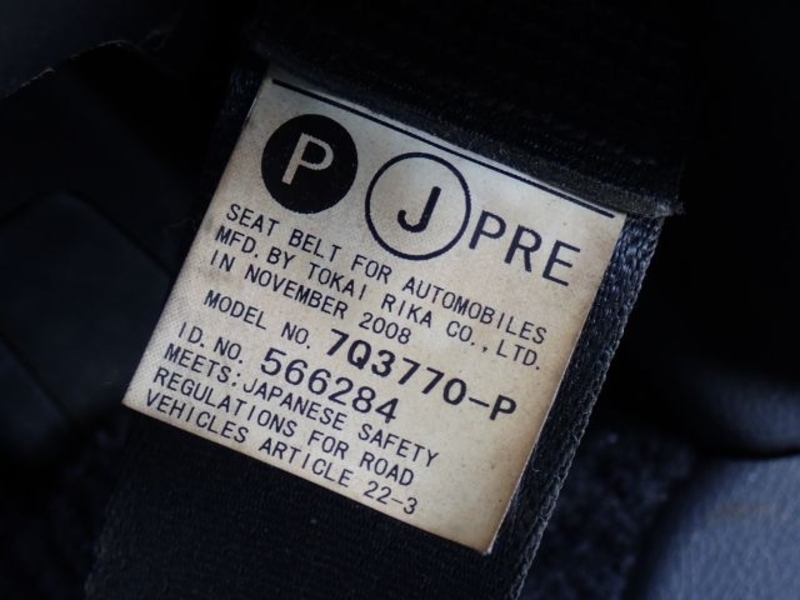 P J PRE
SEAT BELT FOR AUTOMOBILES
MFD. BY TOKAI RIKA CO., LTD.
IN NOVEMBER 2008
MODEL NO. 7Q3770-P
I D. NO. 566284
MEETS: JAPANESE SAFETY
REGULATIONS FOR ROAD
VEHICLES ARTICLE 22-3